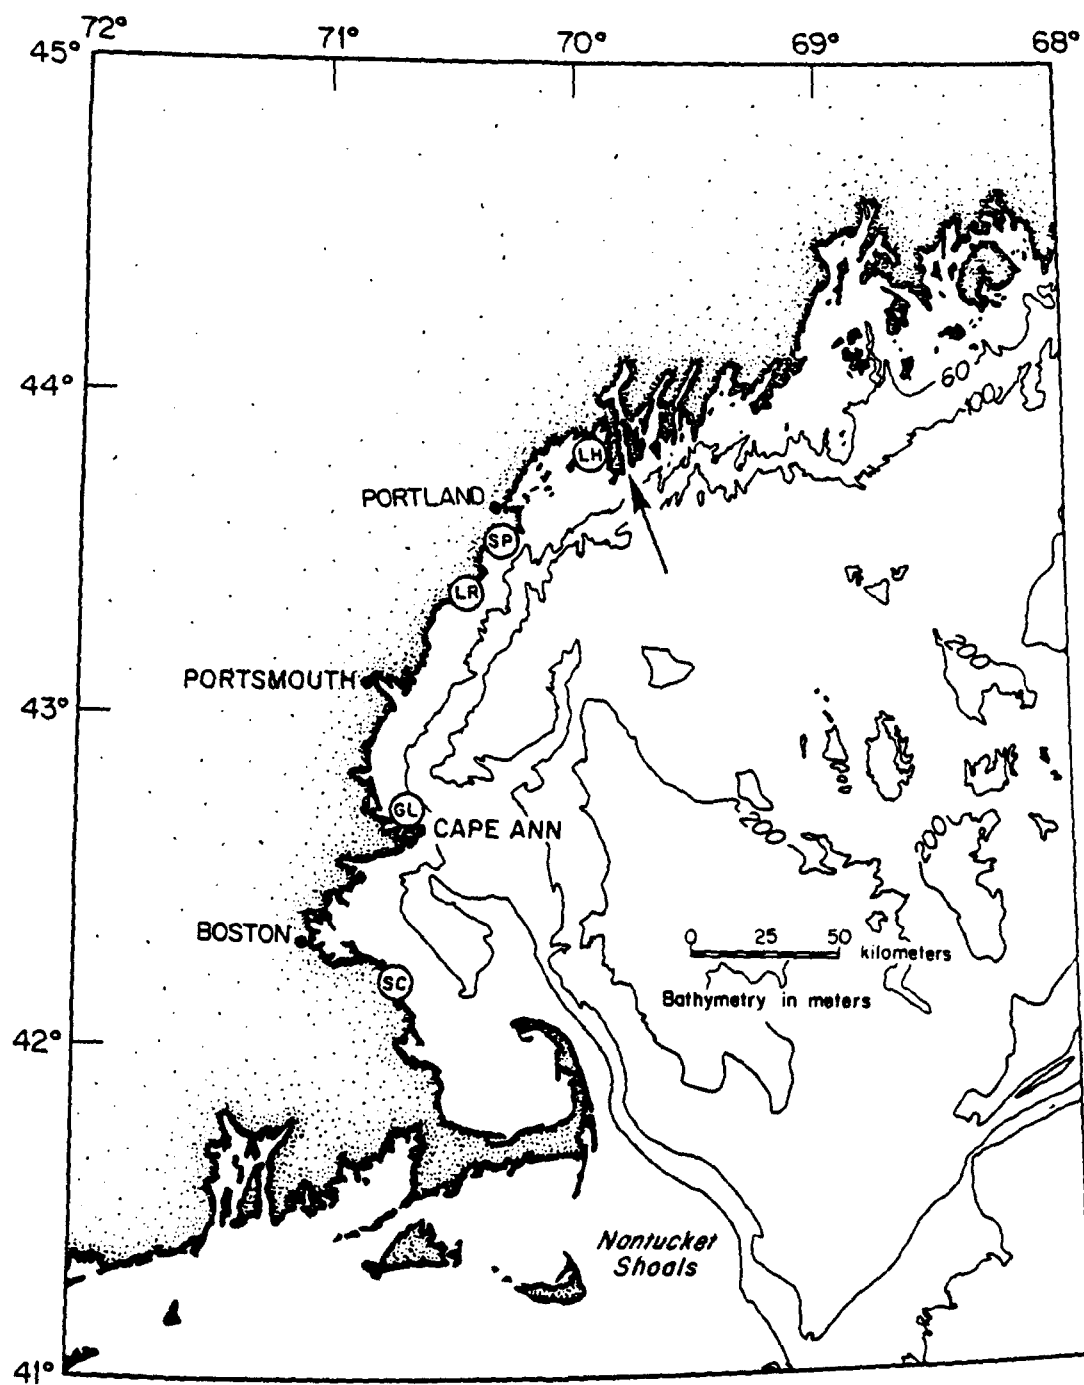 72° 71° 70° 69° 68°
45°
44°
60
100
LH
PORTLAND
SP
LR
200
PORTSMOUTH
43°
GL
CAPE ANN
200
200
BOSTON
0 25 50 kilometers
Bathymetry in meters
SC
42°
Nantucket
Shoals
41°